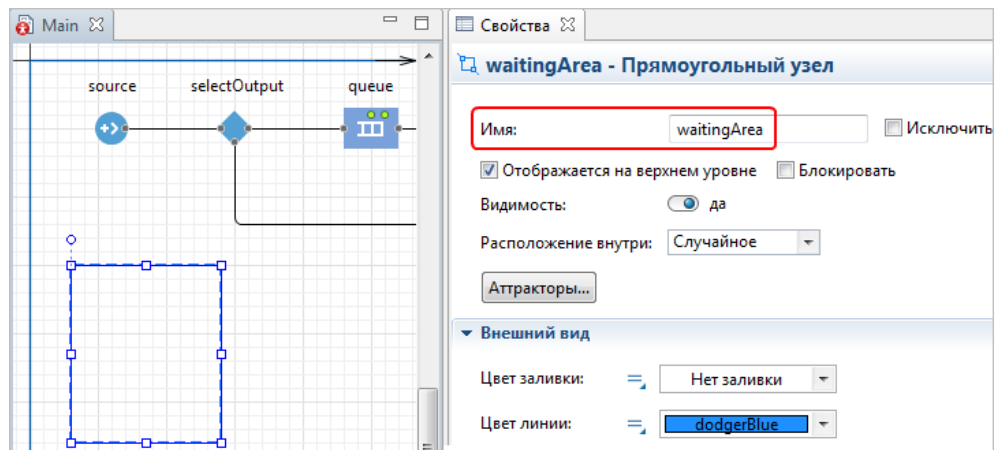 Main
source
selectOutput
queue
Свойства
waitingArea - Прямоугольный узел
Имя:
waitingArea
Исключить
Отображается на верхнем уровне
Блокировать
Видимость:
да
Расположение внутри:
Случайное
Аттракторы...
Внешний вид
Цвет заливки:
Нет заливки
Цвет линии:
dodgerBlue